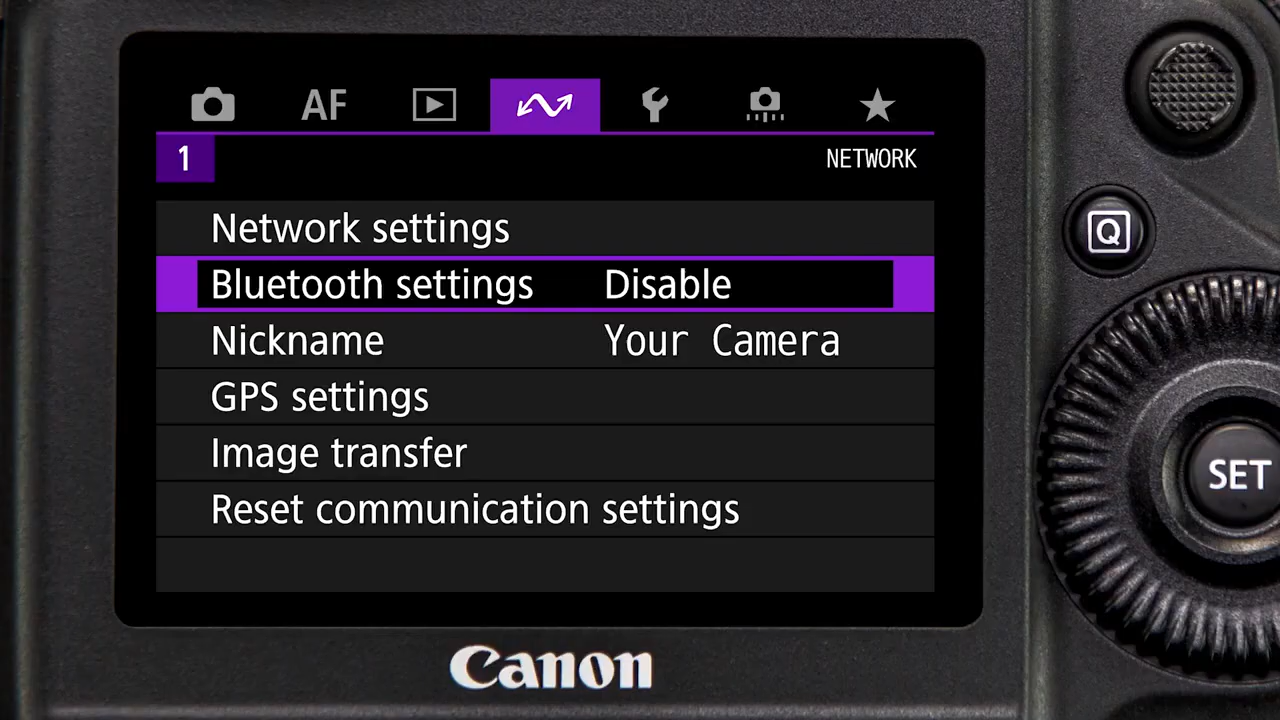 AF
1
NETWORK
Network settings
Bluetooth settings Disable
Nickname Your Camera
GPS settings
Image transfer
Reset communication settings
Q
SET
Canon